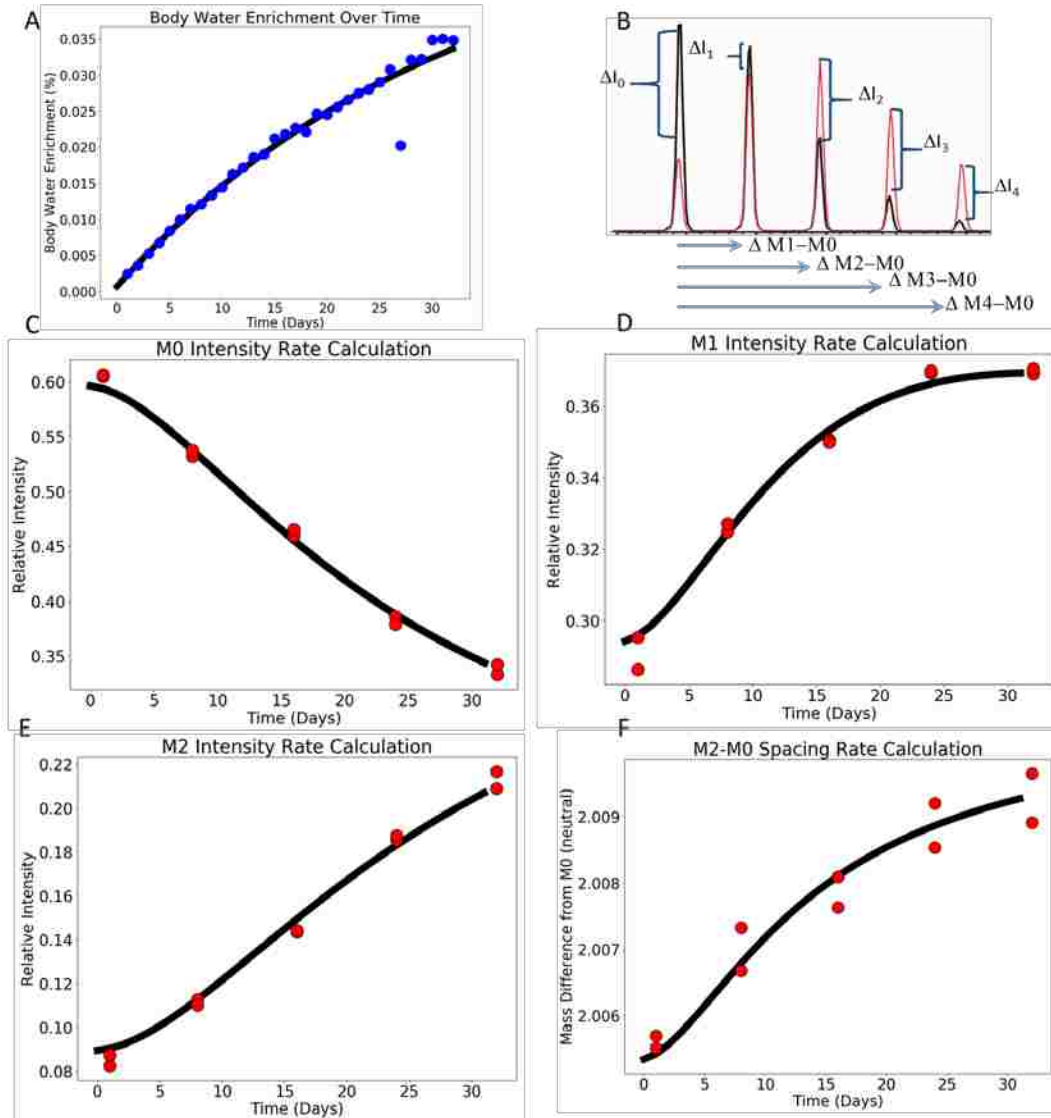 A
Body Water Enrichment Over Time
Body Water Enrichment (%)
0.035
0.030
0.025
0.020
0.015
0.010
0.005
0.000
0 5 10 15 20 25 30
Time (Days)
B
ΔI0
ΔI1
ΔI2
ΔI3
ΔI4
Δ M1–M0
Δ M2–M0
Δ M3–M0
Δ M4–M0
C
M0 Intensity Rate Calculation
Relative Intensity
0.60
0.55
0.50
0.45
0.40
0.35
0 5 10 15 20 25 30
Time (Days)
D
M1 Intensity Rate Calculation
Relative Intensity
0.36
0.34
0.32
0.30
0 5 10 15 20 25 30
Time (Days)
E
M2 Intensity Rate Calculation
Relative Intensity
0.22
0.20
0.18
0.16
0.14
0.12
0.10
0.08
0 5 10 15 20 25 30
Time (Days)
F
M2-M0 Spacing Rate Calculation
Mass Difference from M0 (neutral)
2.009
2.008
2.007
2.006
0 5 10 15 20 25 30
Time (Days)